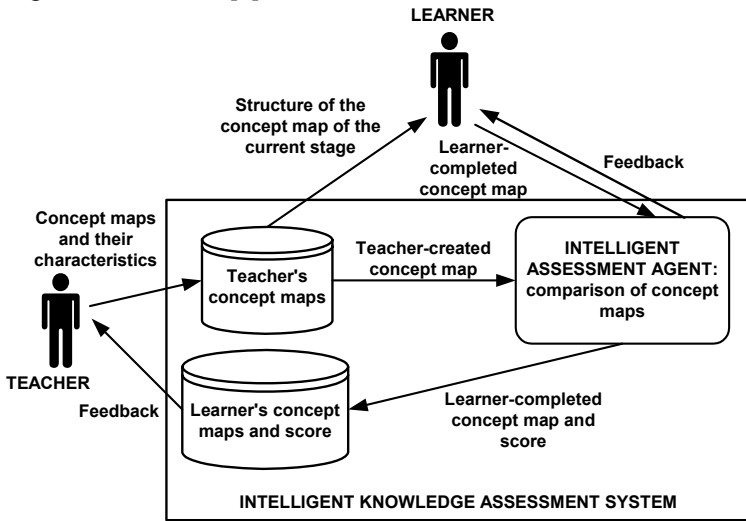 LEARNER
Structure of the
concept map of the
current stage
Learner-
completed
concept map
Feedback
Concept maps
and their
characteristics
Teacher's
concept maps
Teacher-created
concept map
INTELLIGENT
ASSESSMENT AGENT:
comparison of concept
maps
TEACHER
Feedback
Learner's concept
maps and score
Learner-completed
concept map and
score
INTELLIGENT KNOWLEDGE ASSESSMENT SYSTEM